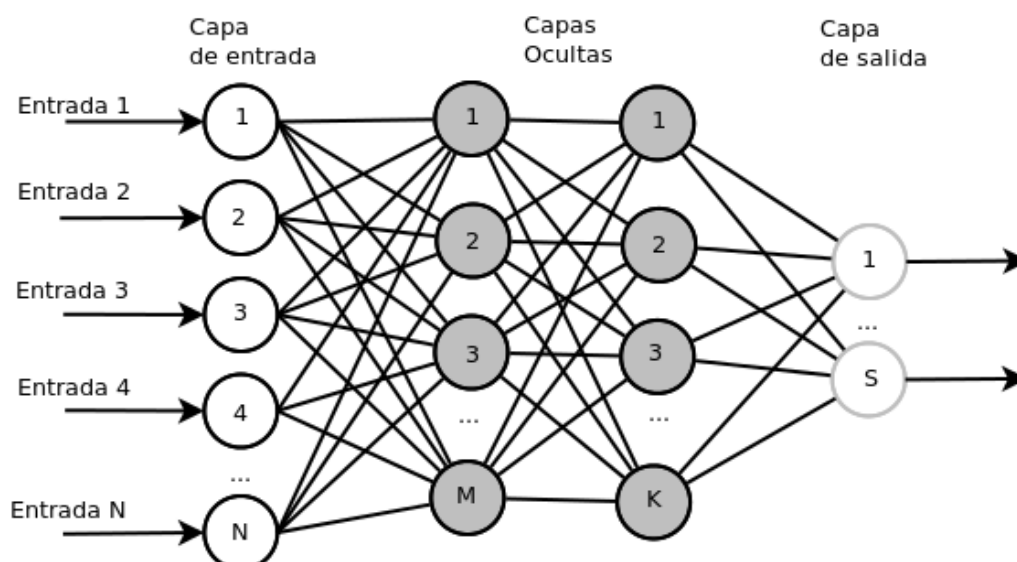 Capa
de entrada
Capas
Ocultas
Capa
de salida
Entrada 1
Entrada 2
Entrada 3
Entrada 4
Entrada N
1
2
3
4
...
N
1
2
3
...
M
1
2
3
...
K
1
...
S